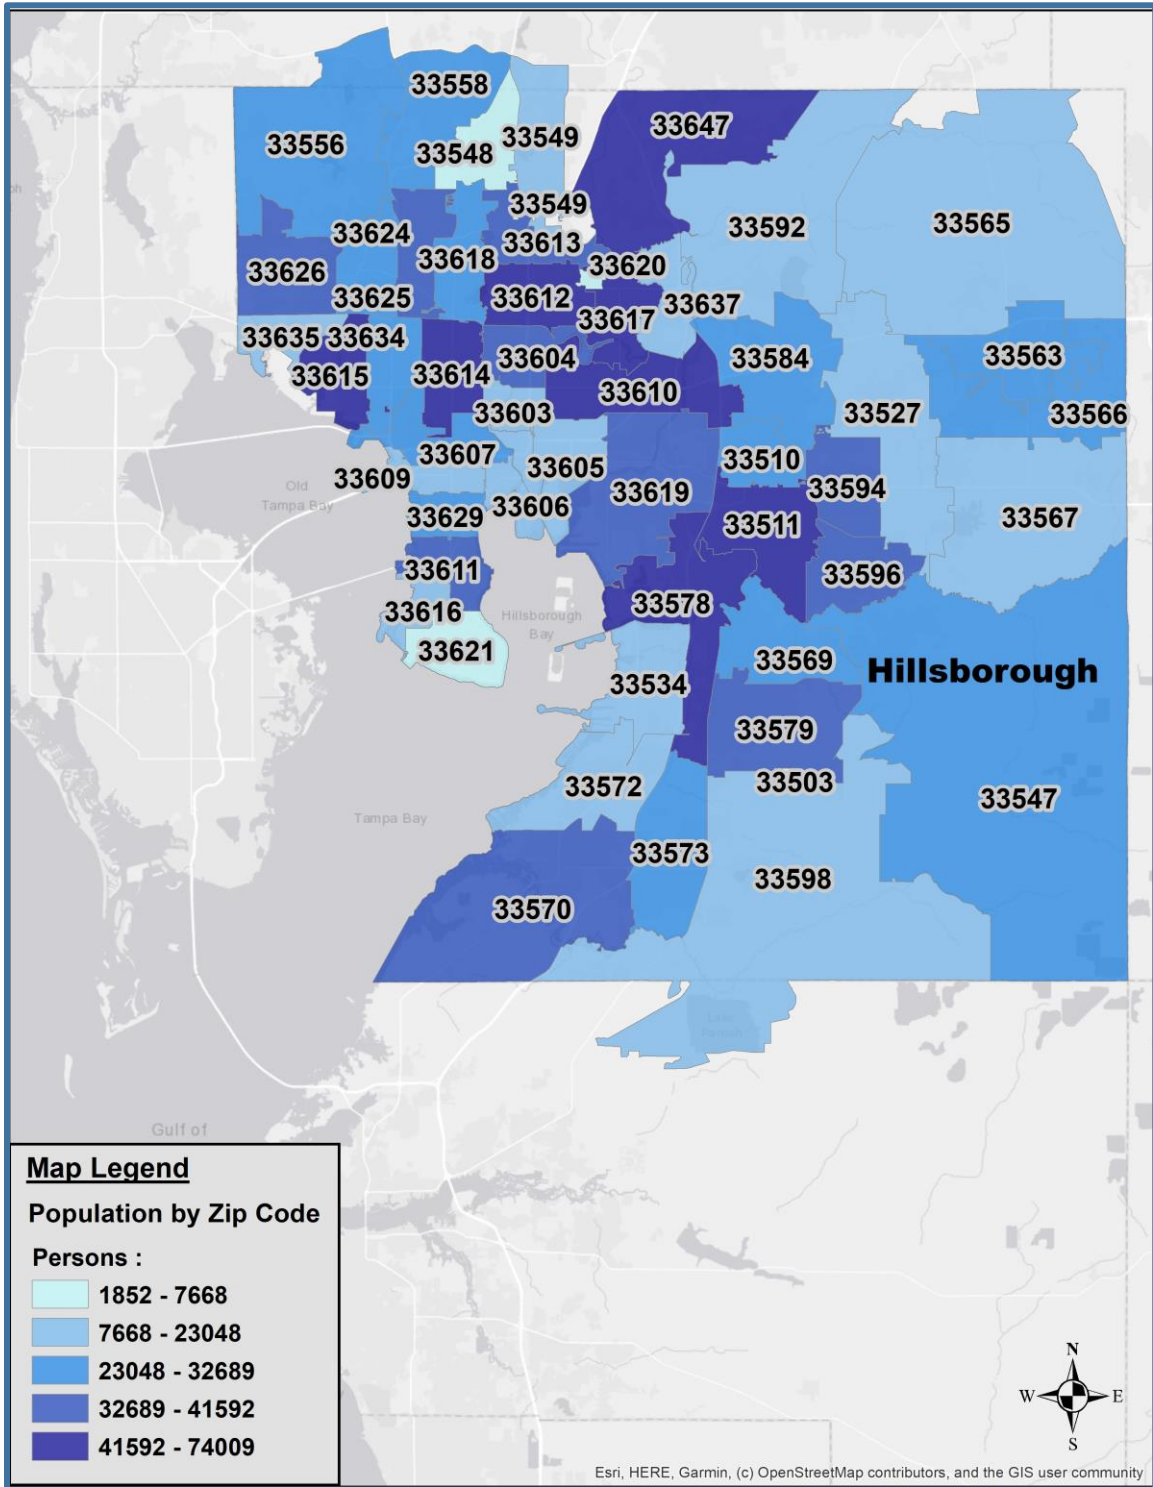 33558
33556
33548
33549
33647
33549
33592
33565
33624
33613
33618
33620
33626
33625
33612
33637
33617
33635
33634
33604
33584
33563
33615
33614
33610
33603
33527
33566
33607
33605
33510
33609
Old
Tampa Bay
33606
33619
33594
33629
33511
33567
33611
33596
33616
Hillsborough
Bay
33578
33621
33569
Hillsborough
33534
33579
33572
33503
33547
Tampa Bay
33573
33598
33570
Lake
Parrish
Gulf of
Map Legend
Population by Zip Code
Persons :
1852 - 7668
7668 - 23048
23048 - 32689
32689 - 41592
41592 - 74009
N
W E
S
Esri, HERE, Garmin, (c) OpenStreetMap contributors, and the GIS user community